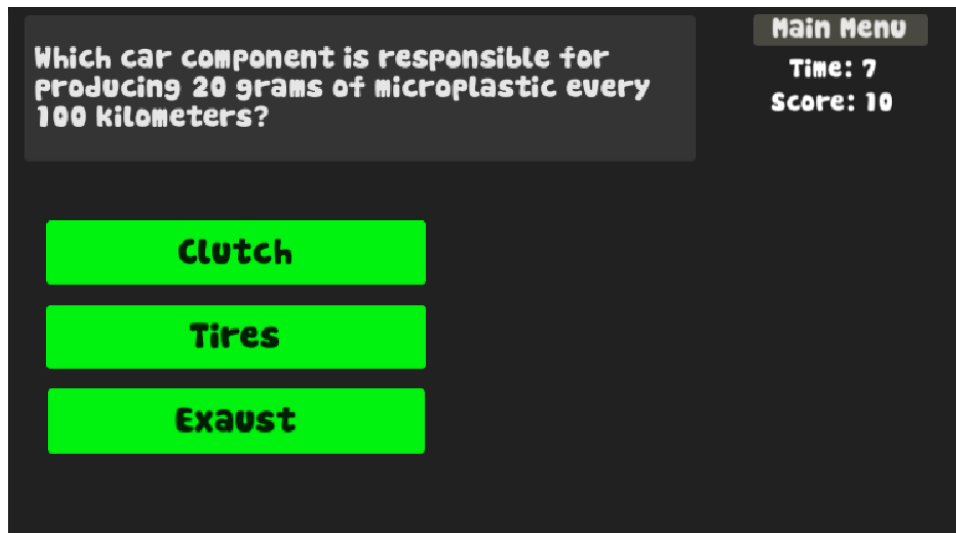 Which car component is responsible for
producing 20 grams of microplastic every
100 kilometers?
Main Menu
Time: 7
Score: 10
Clutch
Tires
Exaust